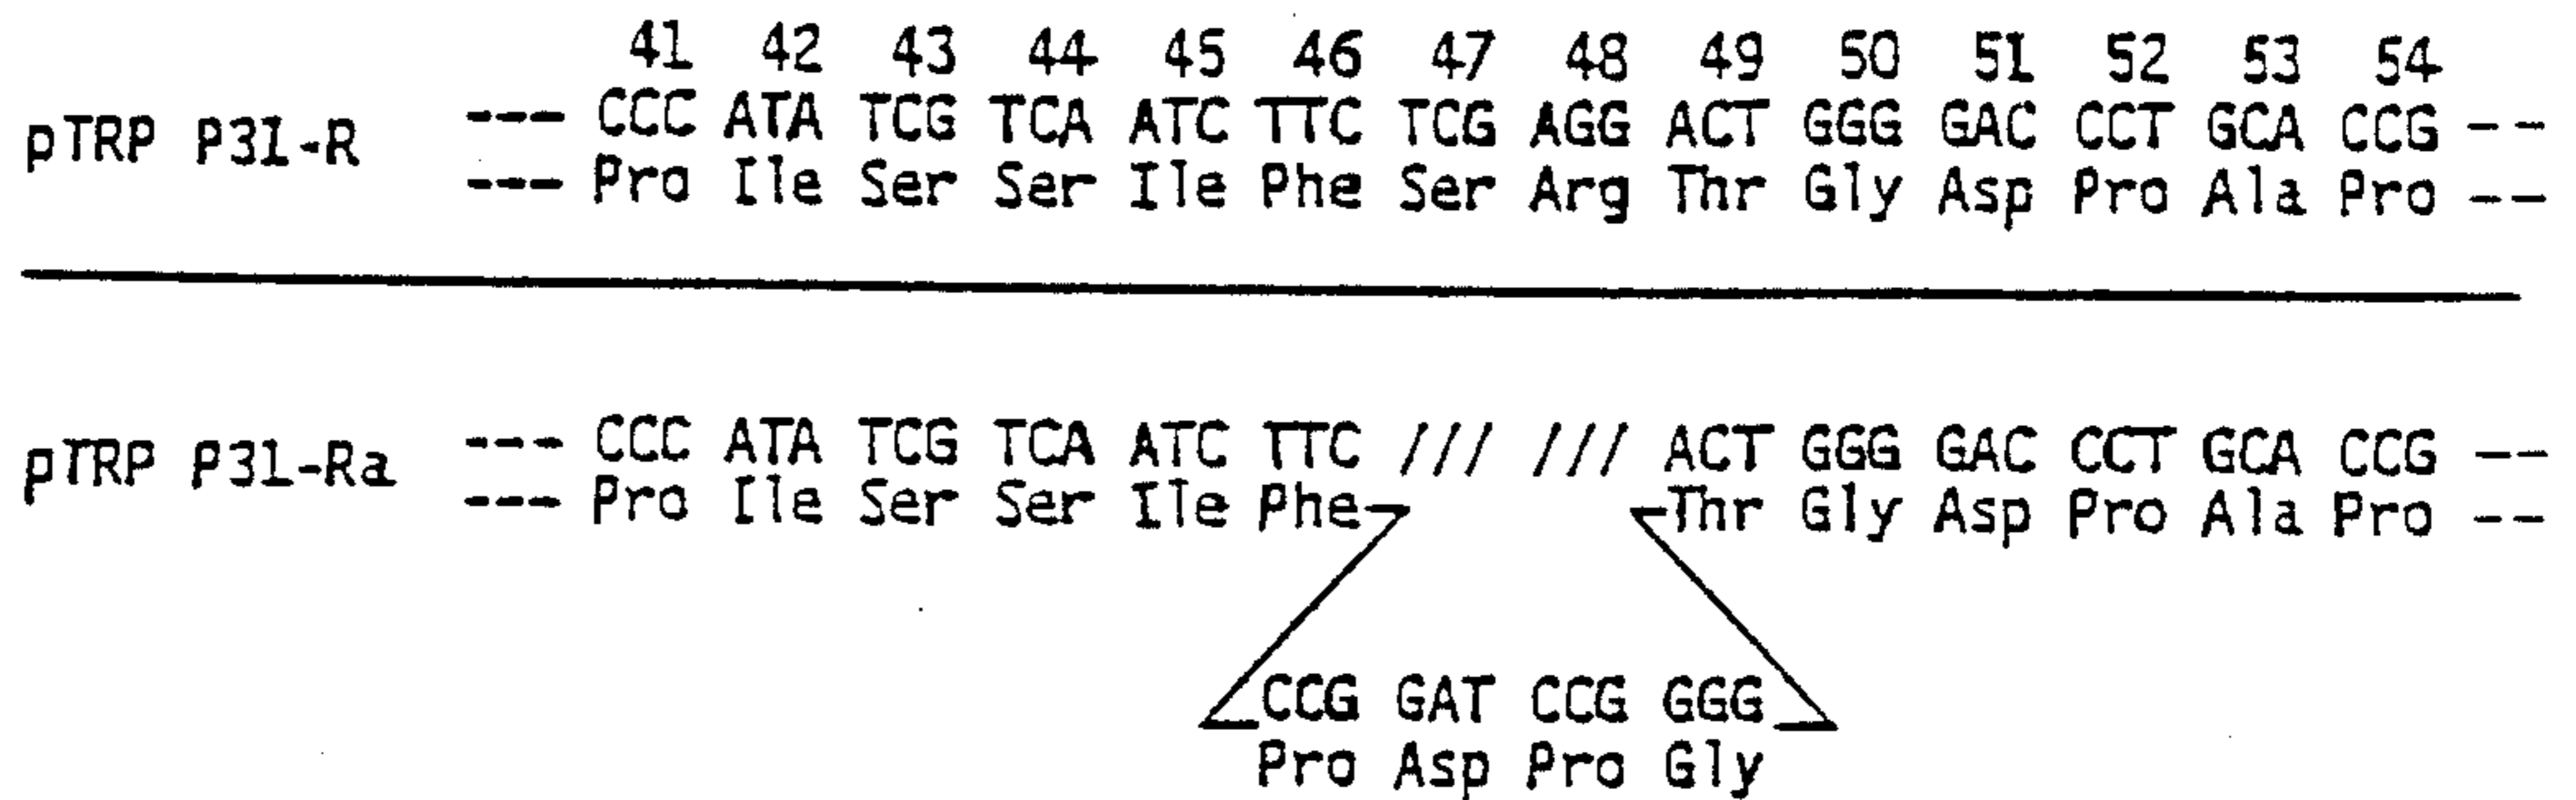 41 42 43 44 45 46 47 48 49 50 51 52 53 54
pTRP P31-R --- CCC ATA TCG TCA ATC TTC TCG AGG ACT GGG GAC CCT GCA CCG --
--- Pro Ile Ser Ser Ile Phe Ser Arg Thr Gly Asp Pro Ala Pro --
pTRP P31-Ra --- CCC ATA TCG TCA ATC TTC /// /// ACT GGG GAC CCT GCA CCG --
--- Pro Ile Ser Ser Ile Phe Thr Gly Asp Pro Ala Pro --
CCG GAT CCG GGG
Pro Asp Pro Gly